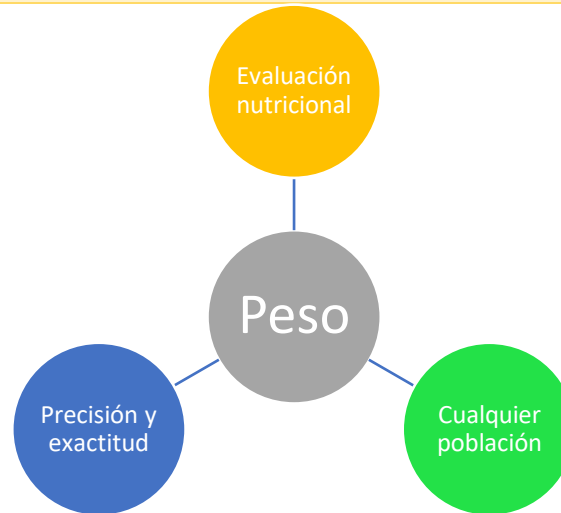 Evaluación
nutricional
Peso
Precisión y
exactitud
Cualquier
población